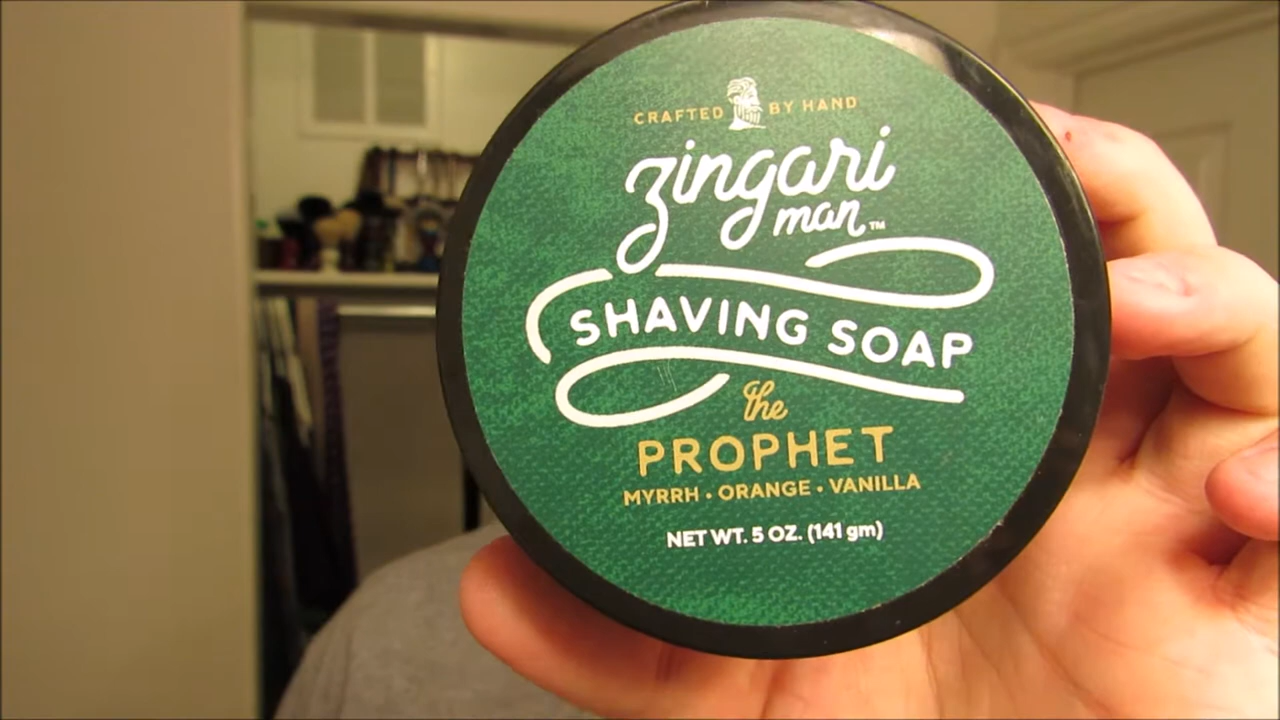 CRAFTED BY HAND
zingari
man™
SHAVING SOAP
the
PROPHET
MYRRH • ORANGE • VANILLA
NET WT. 5 OZ. (141 gm)